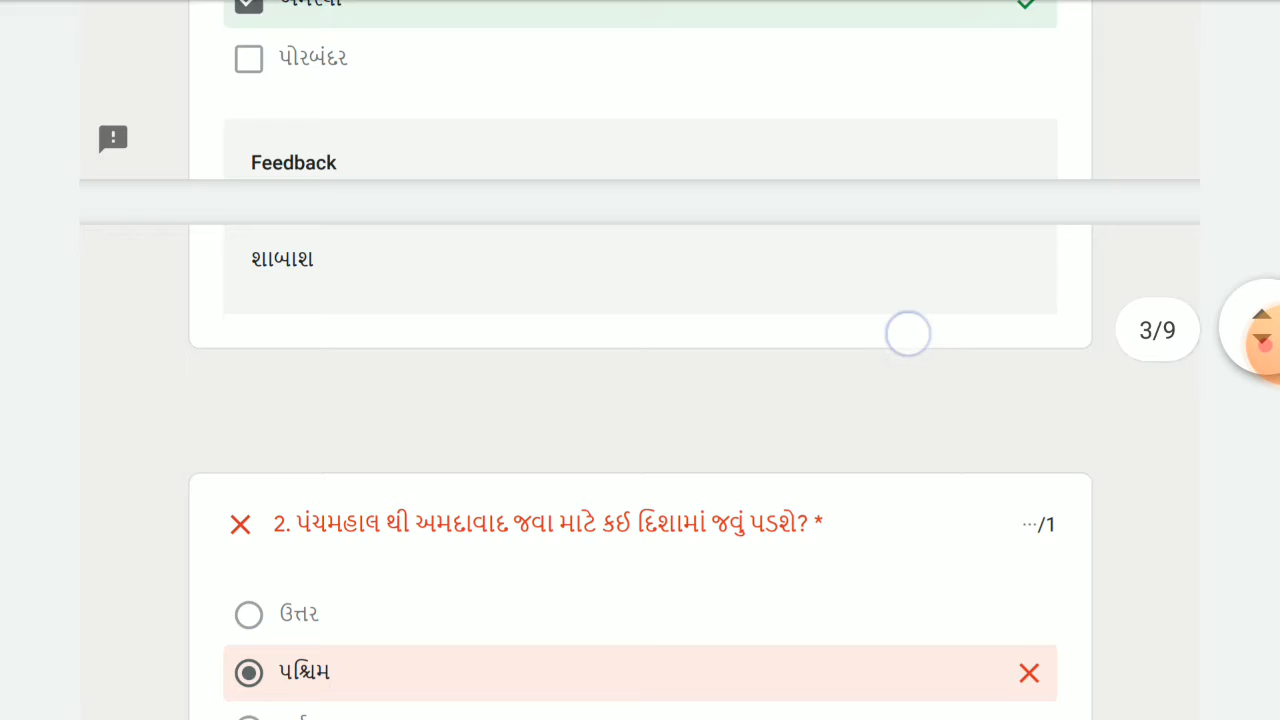 પોરબંદર
Feedback
શાબાશ
3/9
2. પંચમહાલ થી અમદાવાદ જવા માટે કઈ દિશામાં જવું પડશે? *
···/1
ઉત્તર
પશ્ચિમ